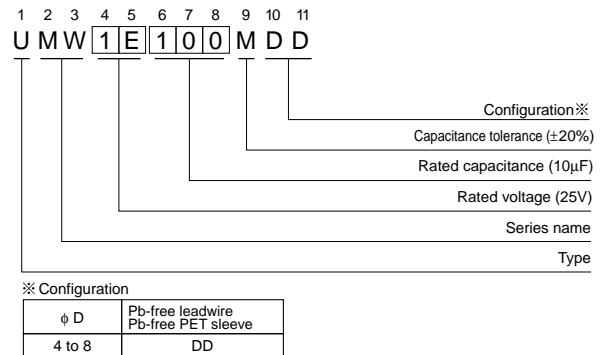 1 2 3 4 5 6 7 8 9 10 11
U M W 1 E 1 0 0 M D D
Configuration※
Capacitance tolerance (±20%)
Rated capacitance (10µF)
Rated voltage (25V)
Series name
Type
※ Configuration
ϕ D
Pb-free leadwire
Pb-free PET sleeve
4 to 8
DD